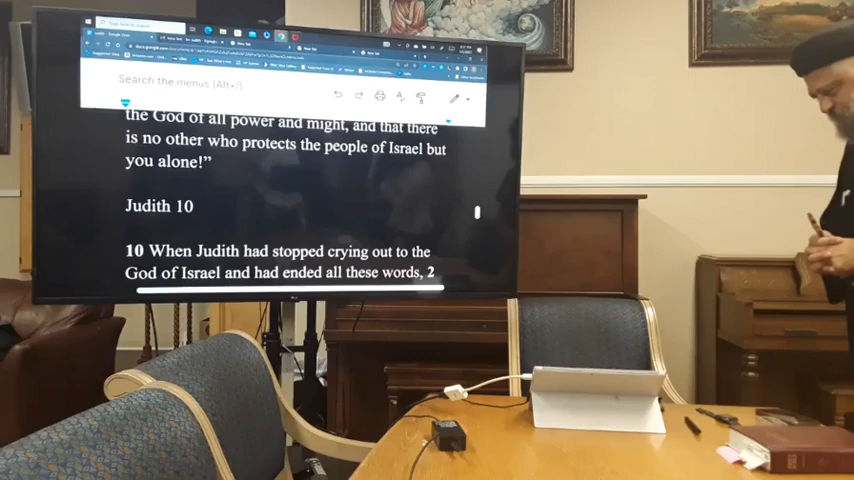 Search the menus (Alt+/)
the God of all power and might, and that there
is no other who protects the people of Israel but
you alone!”
Judith 10
10 When Judith had stopped crying out to the
God of Israel and had ended all these words, 2